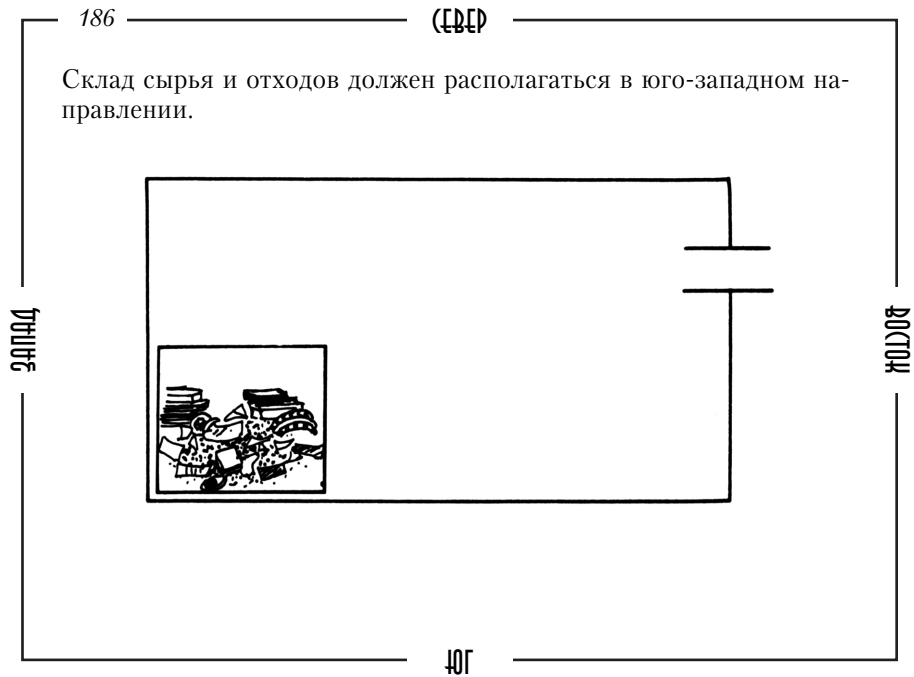 186
СЕВЕР
Склад сырья и отходов должен располагаться в юго-западном на-
правлении.
ЗАПАД
ВОСТОК
ЮГ